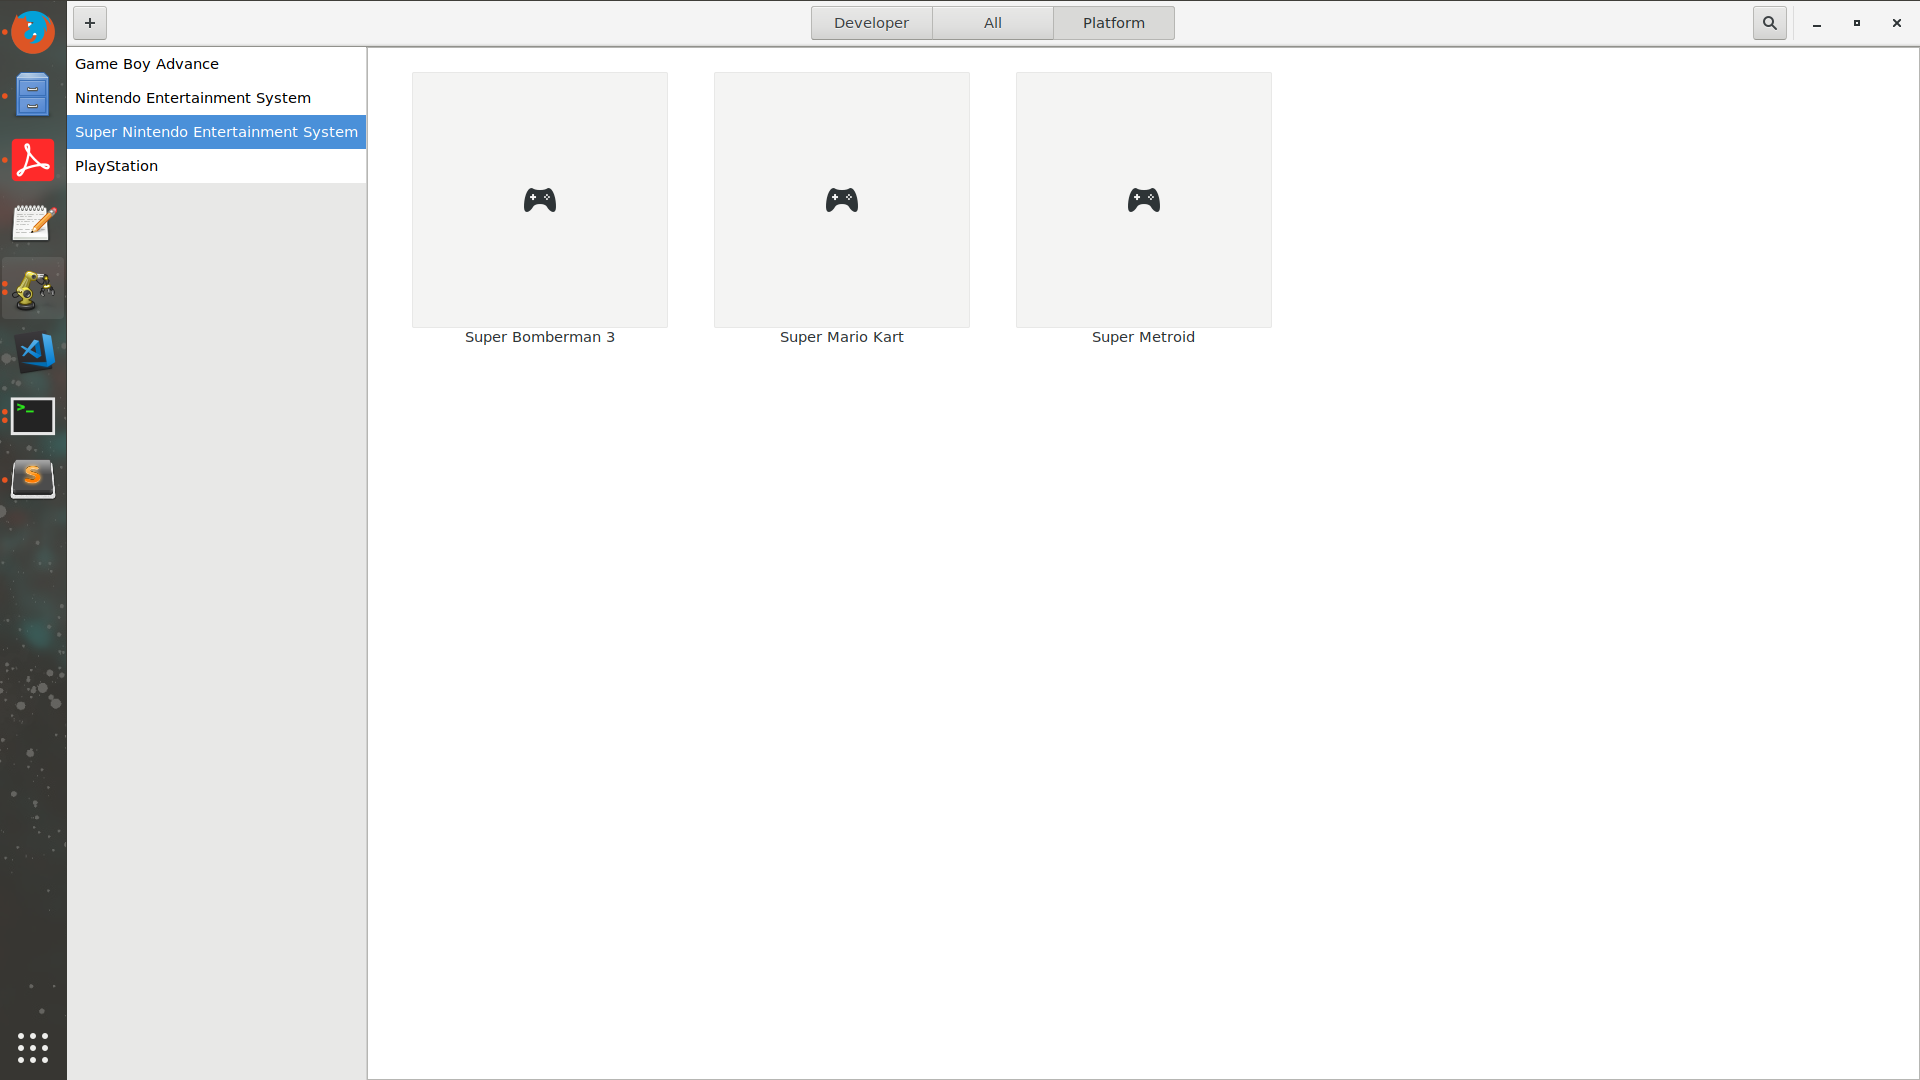 Developer
All
Platform
Game Boy Advance
Nintendo Entertainment System
Super Nintendo Entertainment System
PlayStation
Super Bomberman 3
Super Mario Kart
Super Metroid
>_
S